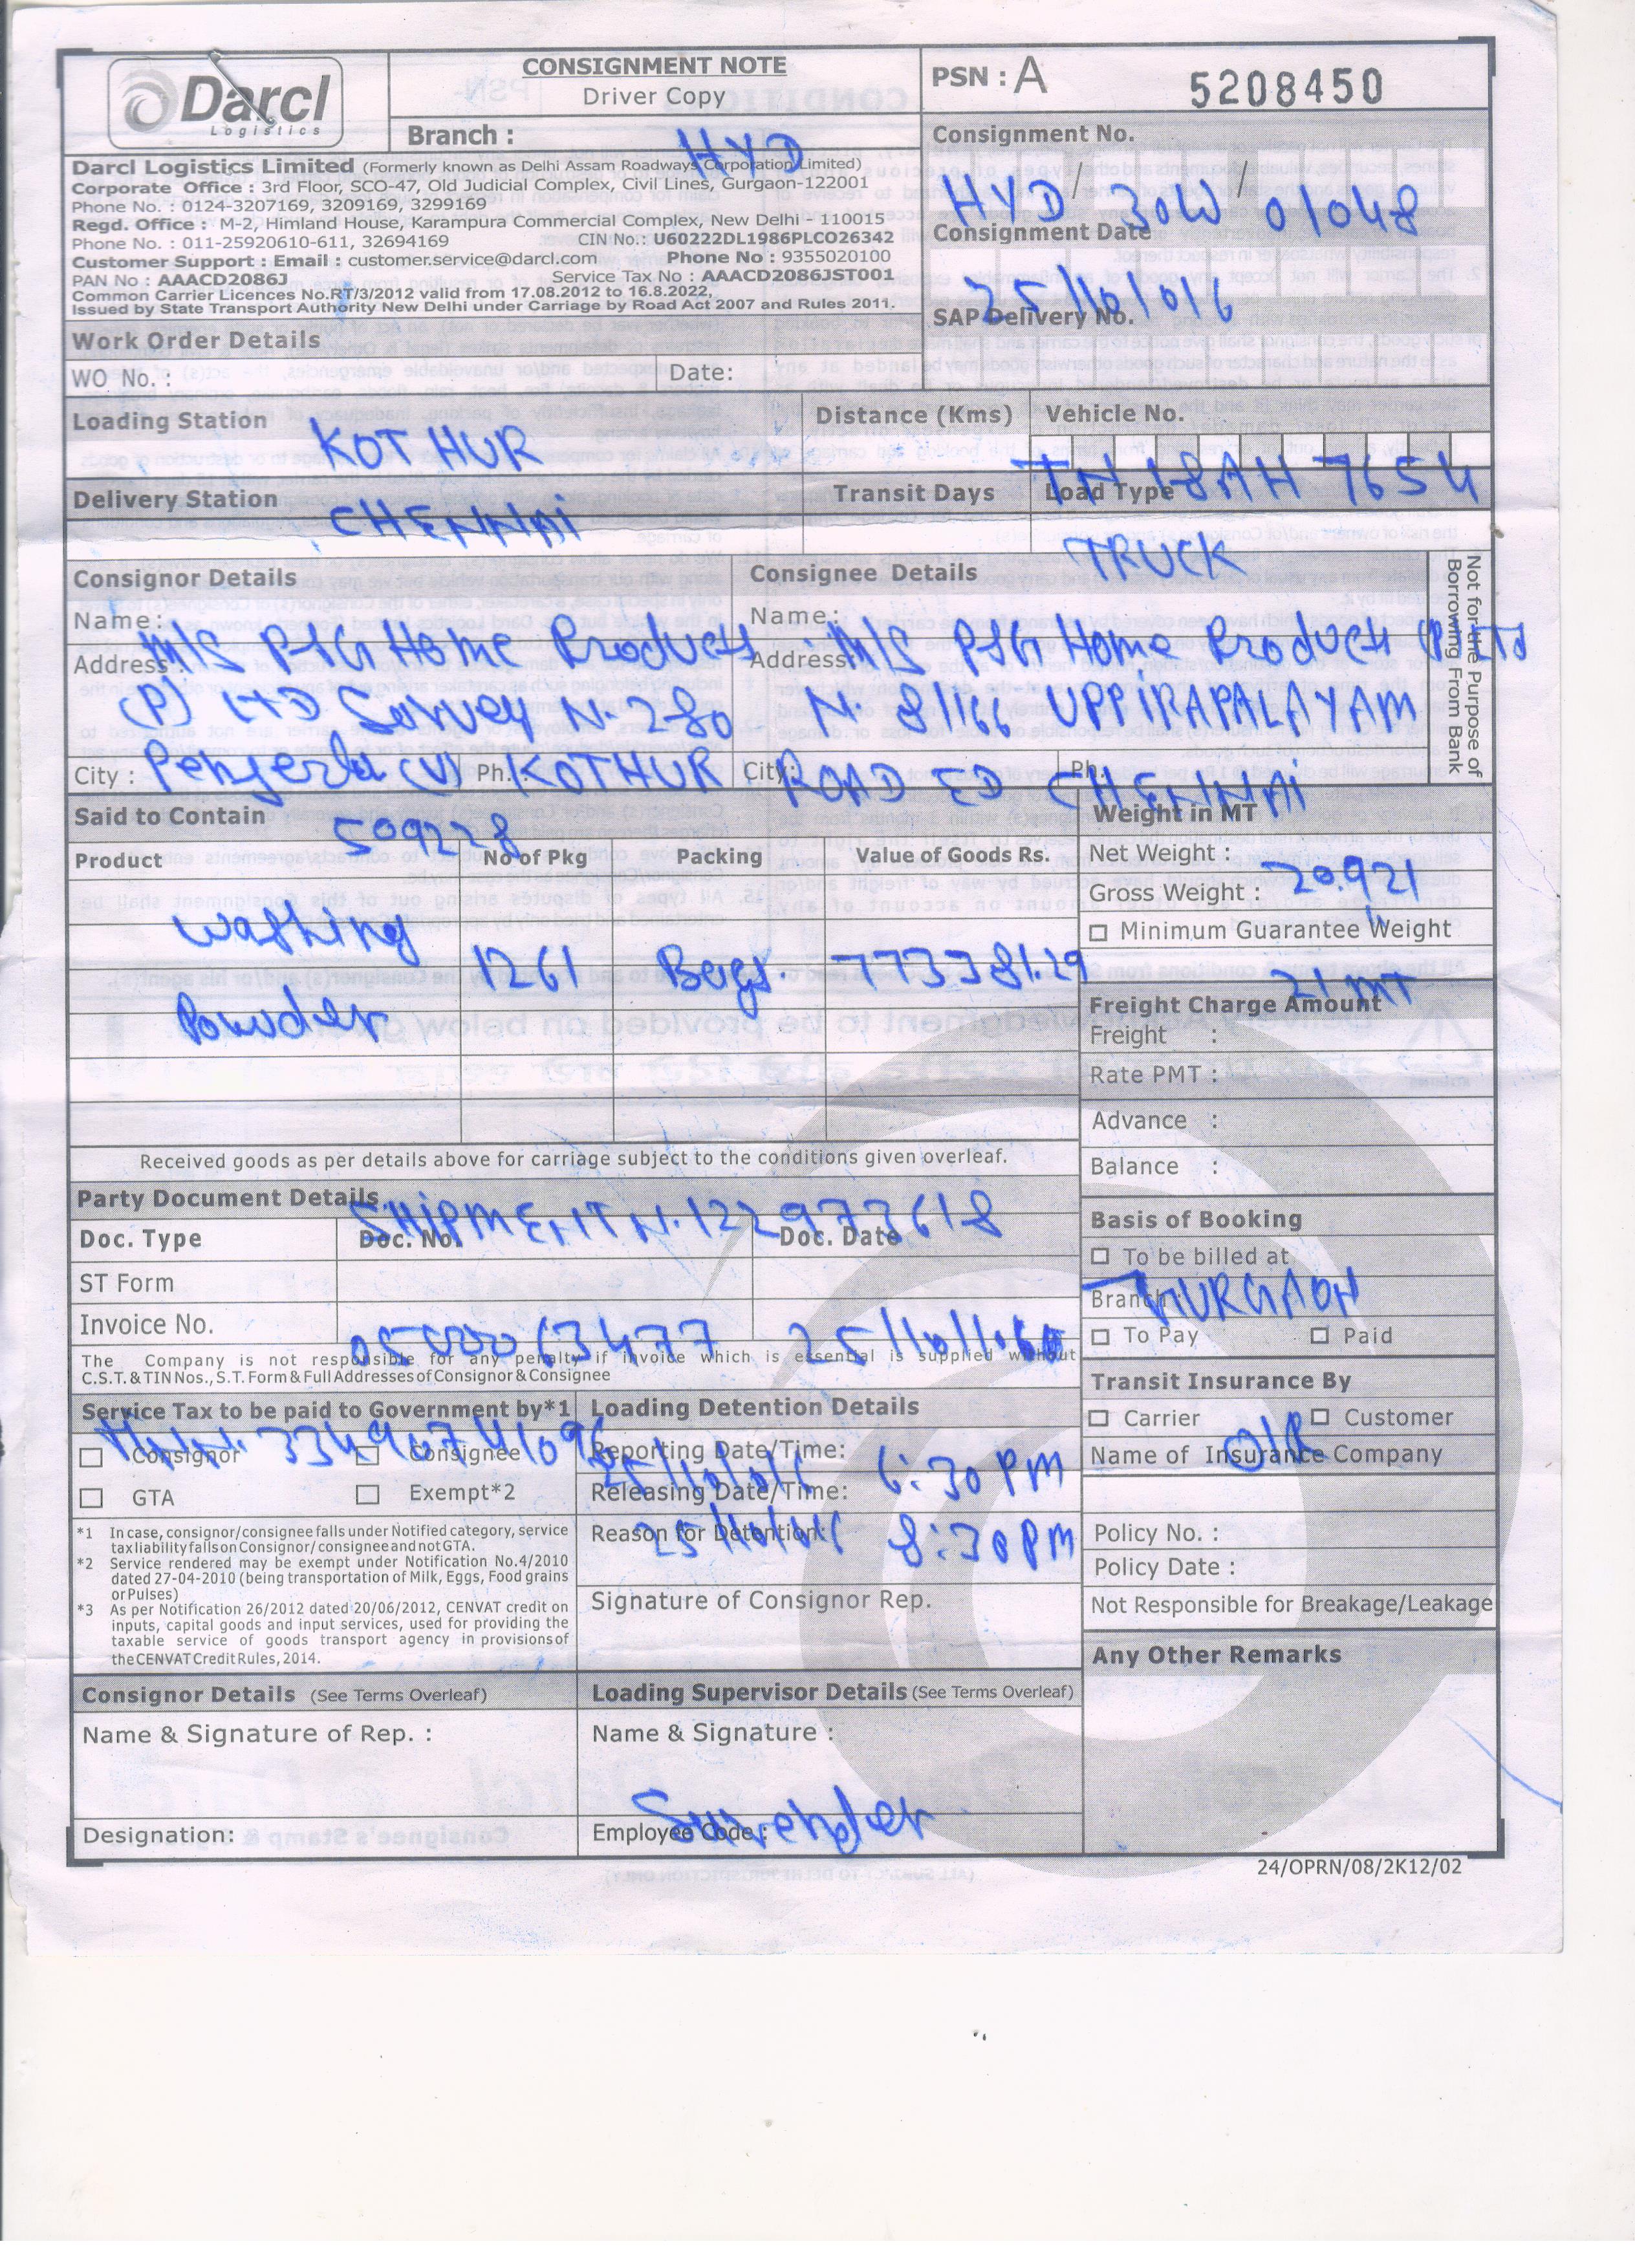 Darcl
Logistics
CONSIGNMENT NOTE
Driver Copy
Branch : HYD
PSN : A 5208450
Darcl Logistics Limited (Formerly known as Delhi Assam Roadways Corporation Limited)
Corporate Office : 3rd Floor, SCO-47, Old Judicial Complex, Civil Lines, Gurgaon-122001
Phone No. : 0124-3207169, 3209169, 3299169
Regd. Office : M-2, Himland House, Karampura Commercial Complex, New Delhi - 110015
Phone No. : 011-25920610-611, 32694169 CIN No.: U60222DL1986PLCO26342
Customer Support : Email : customer.service@darcl.com Phone No : 9355020100
PAN No : AAACD2086J Service Tax No : AAACD2086JST001
Common Carrier Licences No.RT/3/2012 valid from 17.08.2012 to 16.8.2022,
Issued by State Transport Authority New Delhi under Carriage by Road Act 2007 and Rules 2011.
Consignment No.
HYD / 30W / 01048
Consignment Date
25/10/016
SAP Delivery No.
Work Order Details
WO No. : Date:
Loading Station KOTHUR
Distance (Kms)
Vehicle No.
TN 18AH 7654
Delivery Station CHENNAi
Transit Days
Load Type
TRUCK
Consignor Details
Name:
M/S P&G Home Products
Address :
(P) LTD Survey N. 280
City : Penjerla (V) Ph. : KOTHUR
509228
Consignee Details
Name:
Address: M/S P&G Home Products (P) LTD
N. 81166 UPPiRAPALAYAM
City: ROAD ED CHENNAi Ph.
Not for the Purpose of
Borrowing From Bank
Said to Contain
Product No of Pkg Packing Value of Goods Rs.
Washing
Powder
1261 Bags. 773381.29
Weight in MT
Net Weight :
Gross Weight : 20.921
Minimum Guarantee Weight
21 MT
Freight Charge Amount
Freight :
Rate PMT :
Advance :
Balance :
Received goods as per details above for carriage subject to the conditions given overleaf.
Party Document Details
SHiPMENT N. 122973618
Doc. Type Doc. No. Doc. Date
ST Form
Invoice No.
The Company is not responsible for any penalty if invoice which is essential is supplied without
C.S.T. & TIN Nos., S.T. Form & Full Addresses of Consignor & Consignee
Basis of Booking
To be billed at
Branch : GURGAON
To Pay Paid
Transit Insurance By
Carrier Customer
O/R
Name of Insurance Company
Policy No. :
Policy Date :
Not Responsible for Breakage/Leakage
Any Other Remarks
Service Tax to be paid to Government by*1
Consignor Consignee
GTA Exempt*2
*1 In case, consignor/consignee falls under Notified category, service
tax liability falls on Consignor/consignee and not GTA.
*2 Service rendered may be exempt under Notification No.4/2010
dated 27-04-2010 (being transportation of Milk, Eggs, Food grains
or Pulses)
*3 As per Notification 26/2012 dated 20/06/2012, CENVAT credit on
inputs, capital goods and input services, used for providing the
taxable service of goods transport agency in provisions of
the CENVAT Credit Rules, 2014.
Loading Detention Details
Reporting Date/Time:
25/10/016 6:30 PM
Releasing Date/Time:
25/10/016 8:30 PM
Reason for Detention:
Signature of Consignor Rep.
Consignor Details (See Terms Overleaf)
Name & Signature of Rep. :
Designation:
Loading Supervisor Details (See Terms Overleaf)
Name & Signature :
Surender
Employee Code :
24/OPRN/08/2K12/02